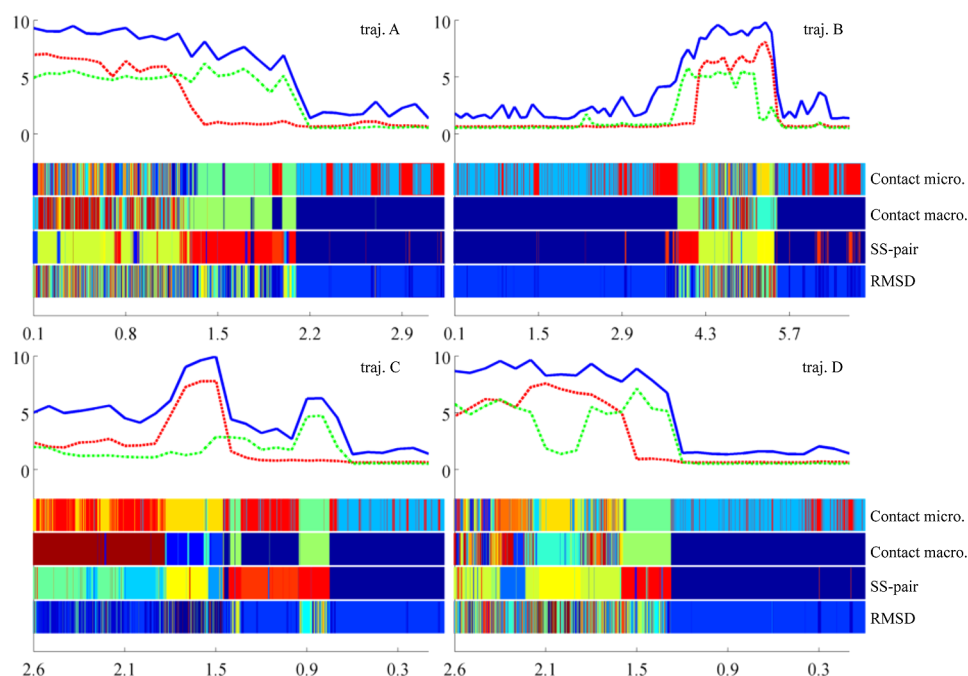 10 traj. A 10 traj. B
5 5
0 0
Contact micro.
Contact macro.
SS-pair
RMSD
0.1 0.8 1.5 2.2 2.9 0.1 1.5 2.9 4.3 5.7
10 traj. C 10 traj. D
5 5
0 0
Contact micro.
Contact macro.
SS-pair
RMSD
2.6 2.1 1.5 0.9 0.3 2.6 2.1 1.5 0.9 0.3